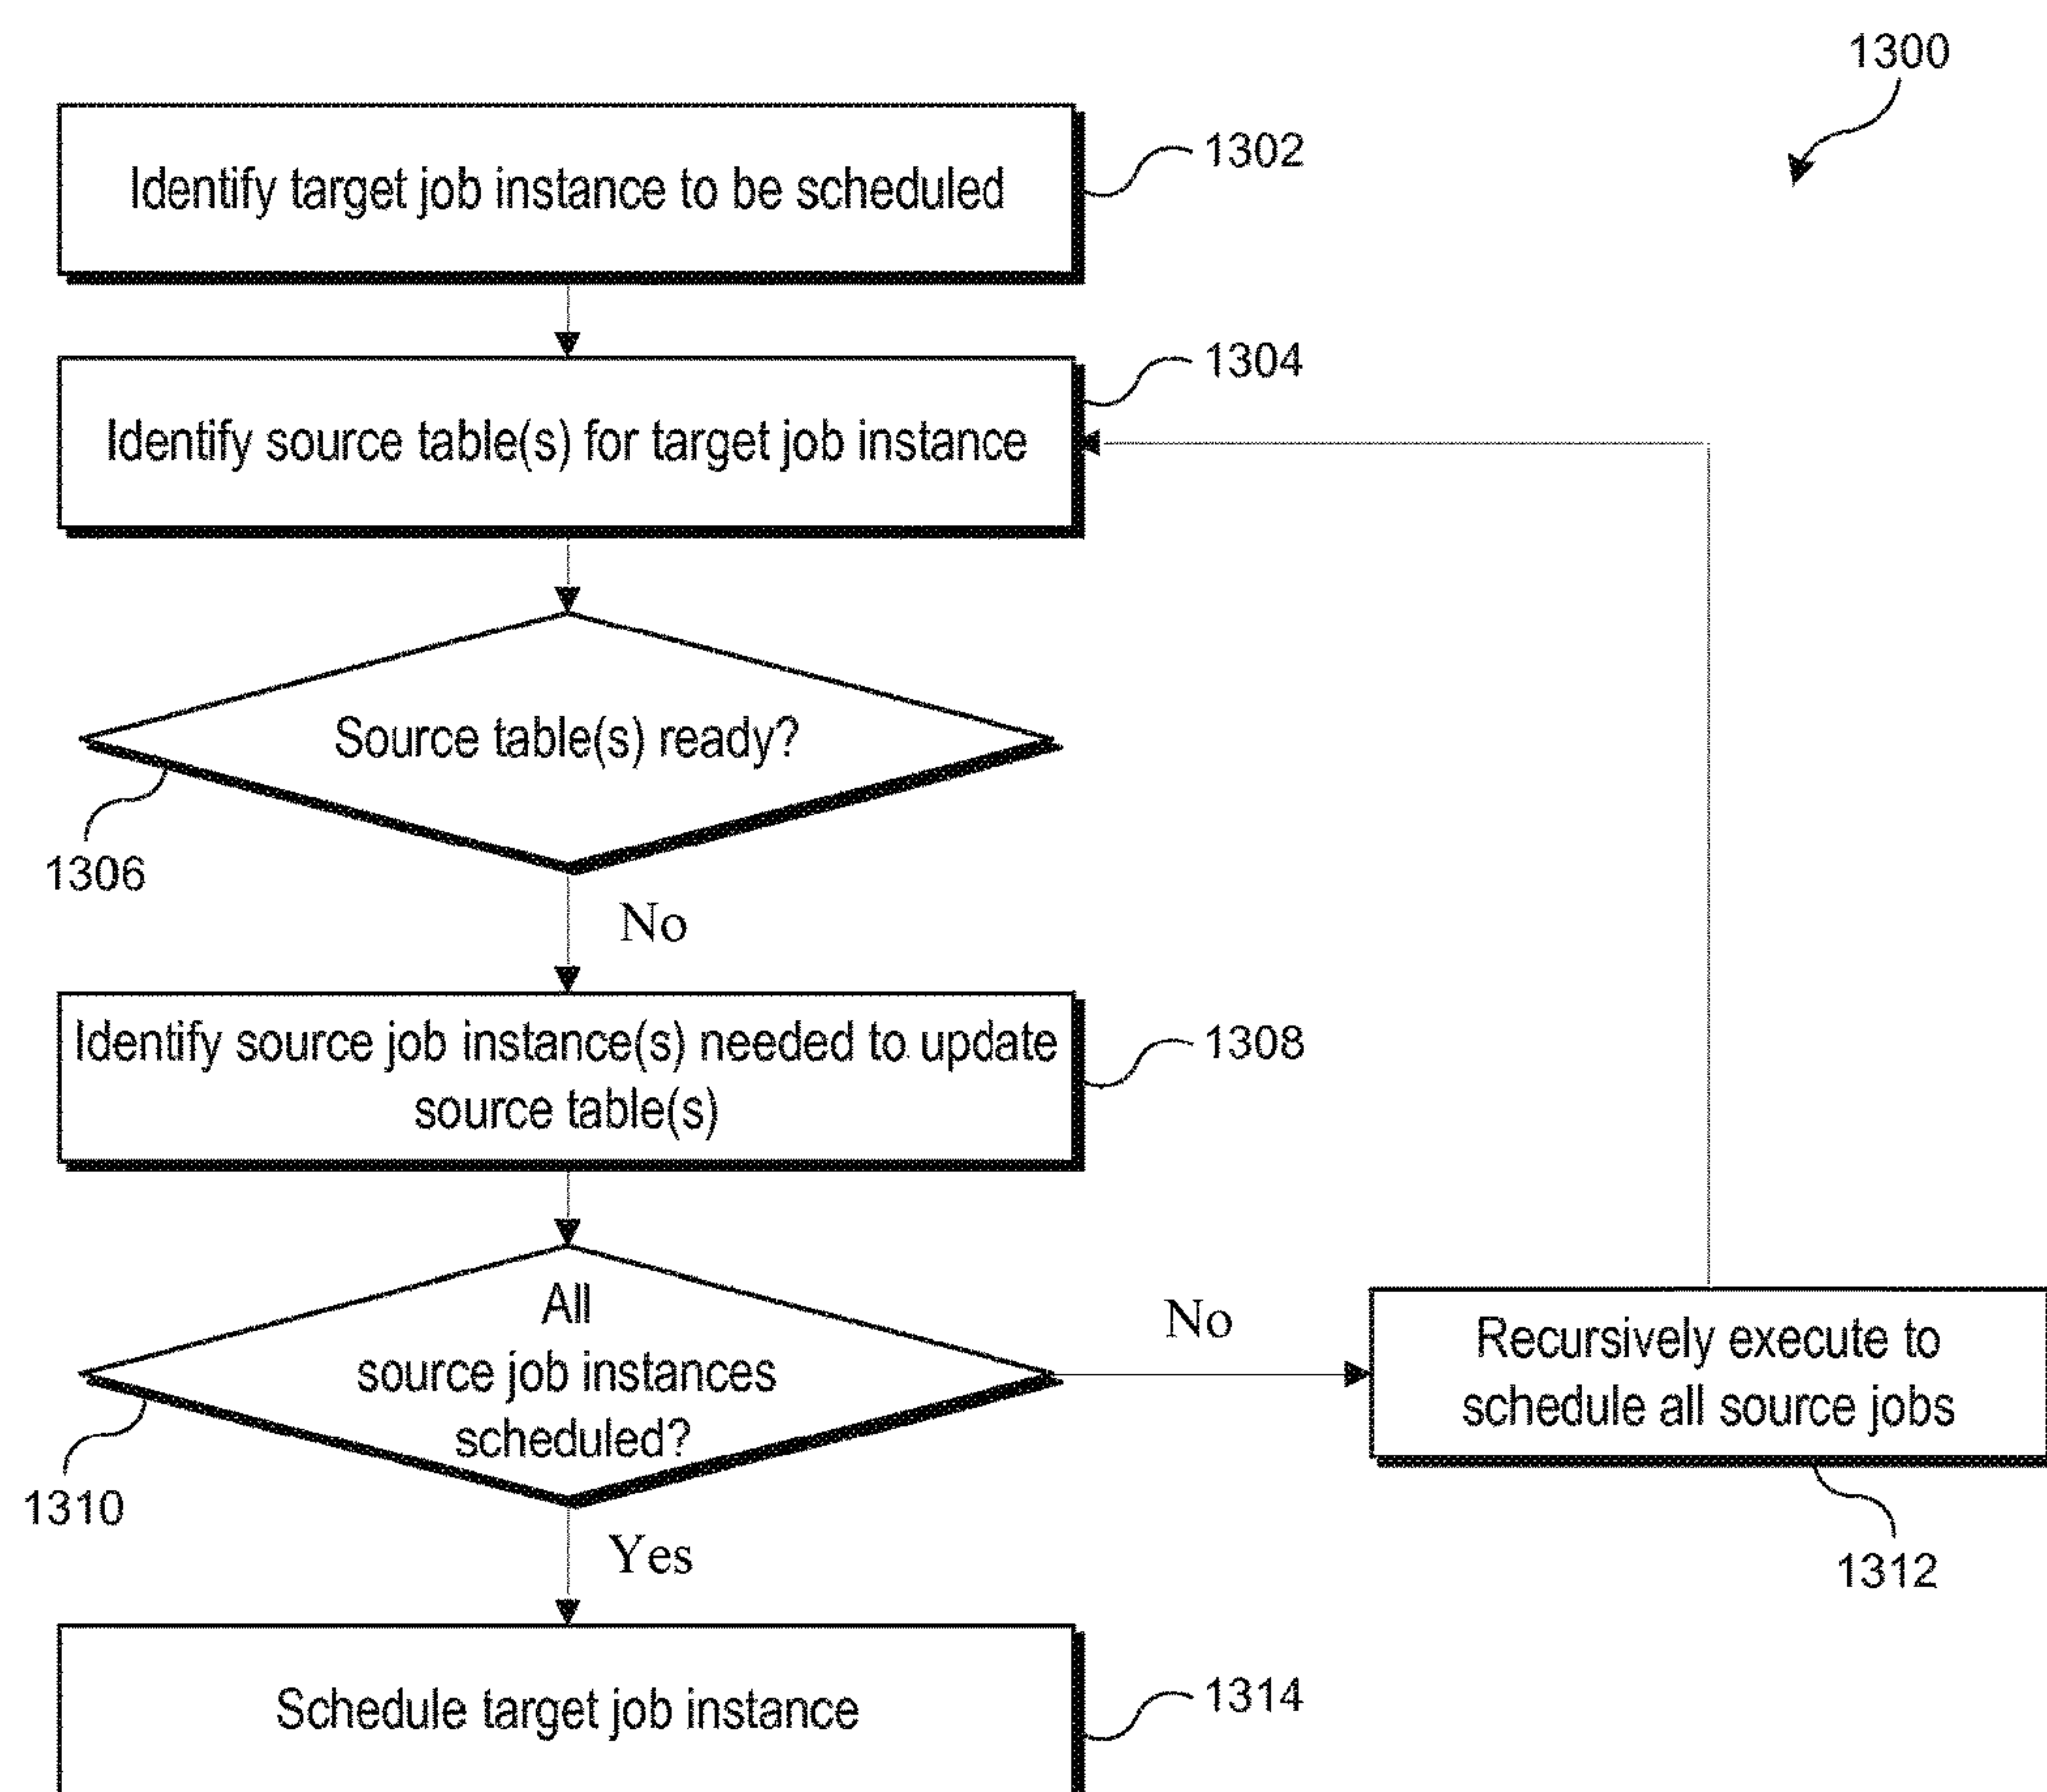 1300
Identify target job instance to be scheduled
1302
Identify source table(s) for target job instance
1304
Source table(s) ready?
1306
No
Identify source job instance(s) needed to update
source table(s)
1308
All
source job instances
scheduled?
1310
No
Recursively execute to
schedule all source jobs
1312
Yes
Schedule target job instance
1314